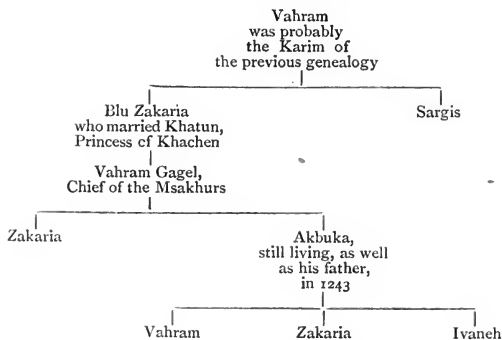 Vahram
was probably
the Karim of
the previous genealogy
Blu Zakaria
who married Khatun,
Princess cf Khachen
Sargis
Vahram Gagel,
Chief of the Msakhurs
Zakaria
Akbuka,
still living, as well
as his father,
in 1243
Vahram
Zakaria
Ivaneh